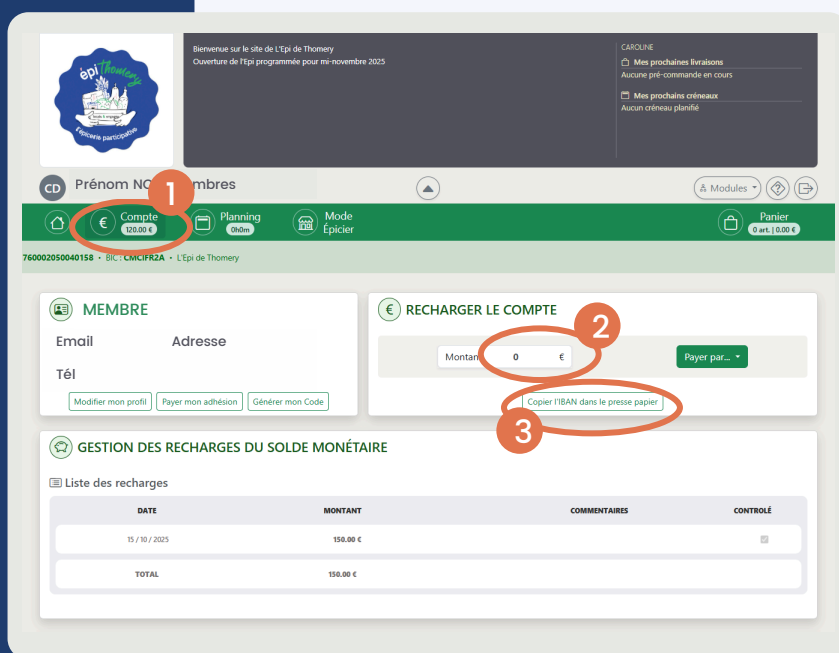 épi Thomery
L'épicerie participative
Bienvenue sur le site de L'Epi de Thomery
Ouverture de l'Epi programmée pour mi-novembre 2025
CAROLINE
Mes prochaines livraisons
Aucune pré-commande en cours
Mes prochains créneaux
Aucun créneau planifié
CD
Prénom NO
mbres
1
Modules
Compte
120.00 €
Planning
0h0m
Mode
Épicier
Panier
0 art. | 0.00 €
760002050040158 • BIC : CMCIFR2A • L'Epi de Thomery
MEMBRE
Email
Adresse
Tél
Modifier mon profil
Payer mon adhésion
Générer mon Code
€ RECHARGER LE COMPTE
2
Montan
0 €
Payer par...
Copier l'IBAN dans le presse papier
3
GESTION DES RECHARGES DU SOLDE MONÉTAIRE
Liste des recharges
DATE MONTANT COMMENTAIRES CONTROLÉ
15 / 10 / 2025 150.00 €
TOTAL 150.00 €